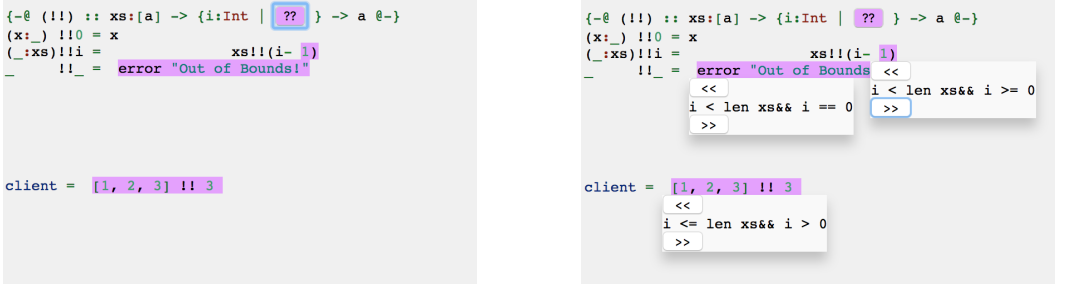 {-@ (!!) :: xs:[a] -> {i:Int | ?? } -> a @-}
(x:_) !!0 = x
(_:xs)!!i = xs!!(i- 1)
_ !!_ = error "Out of Bounds!"
client = [1, 2, 3] !! 3
{-@ (!!) :: xs:[a] -> {i:Int | ?? } -> a @-}
(x:_) !!0 = x
(_:xs)!!i = xs!!(i- 1)
_ !!_ = error "Out of Bounds
<<
i < len xs&& i >= 0
>>
<<
i < len xs&& i == 0
>>
client = [1, 2, 3] !! 3
<<
i <= len xs&& i > 0
>>